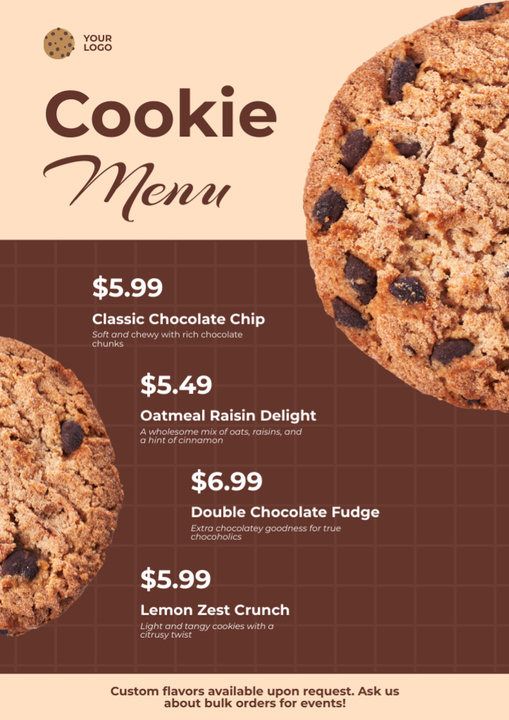 YOUR
LOGO
Cookie
Menu
$5.99
Classic Chocolate Chip
Soft and chewy with rich chocolate
chunks
$5.49
Oatmeal Raisin Delight
A wholesome mix of oats, raisins, and
a hint of cinnamon
$6.99
Double Chocolate Fudge
Extra chocolatey goodness for true
chocoholics
$5.99
Lemon Zest Crunch
Light and tangy cookies with a
citrusy twist
Custom flavors available upon request. Ask us
about bulk orders for events!